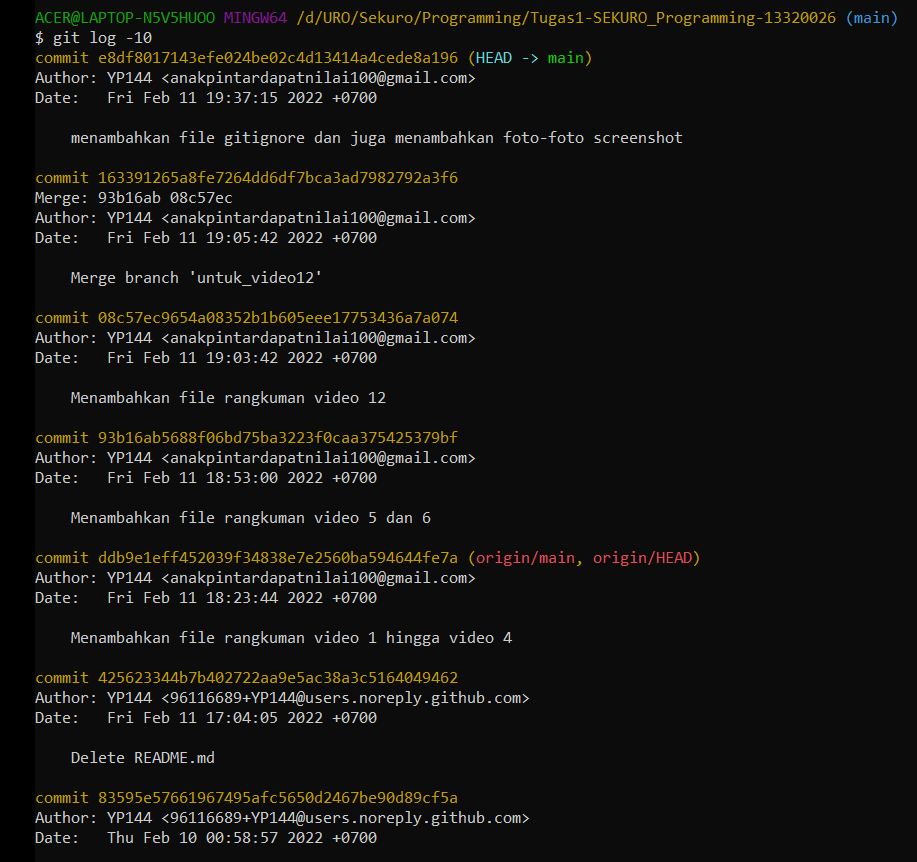 ACER@LAPTOP-N5V5HUOO MINGW64 /d/URO/Sekuro/Programming/Tugas1-SEKURO_Programming-13320026 (main)
$ git log -10
commit e8df8017143efe024be02c4d13414a4cede8a196 (HEAD -> main)
Author: YP144 <anakpintardapatnilai100@gmail.com>
Date:   Fri Feb 11 19:37:15 2022 +0700
menambahkan file gitignore dan juga menambahkan foto-foto screenshot
commit 163391265a8fe7264dd6df7bca3ad7982792a3f6
Merge: 93b16ab 08c57ec
Author: YP144 <anakpintardapatnilai100@gmail.com>
Date:   Fri Feb 11 19:05:42 2022 +0700
Merge branch 'untuk_video12'
commit 08c57ec9654a08352b1b605eee17753436a7a074
Author: YP144 <anakpintardapatnilai100@gmail.com>
Date:   Fri Feb 11 19:03:42 2022 +0700
Menambahkan file rangkuman video 12
commit 93b16ab5688f06bd75ba3223f0caa375425379bf
Author: YP144 <anakpintardapatnilai100@gmail.com>
Date:   Fri Feb 11 18:53:00 2022 +0700
Menambahkan file rangkuman video 5 dan 6
commit ddb9e1eff452039f34838e7e2560ba594644fe7a (origin/main, origin/HEAD)
Author: YP144 <anakpintardapatnilai100@gmail.com>
Date:   Fri Feb 11 18:23:44 2022 +0700
Menambahkan file rangkuman video 1 hingga video 4
commit 425623344b7b402722aa9e5ac38a3c5164049462
Author: YP144 <96116689+YP144@users.noreply.github.com>
Date:   Fri Feb 11 17:04:05 2022 +0700
Delete README.md
commit 83595e57661967495afc5650d2467be90d89cf5a
Author: YP144 <96116689+YP144@users.noreply.github.com>
Date:   Thu Feb 10 00:58:57 2022 +0700